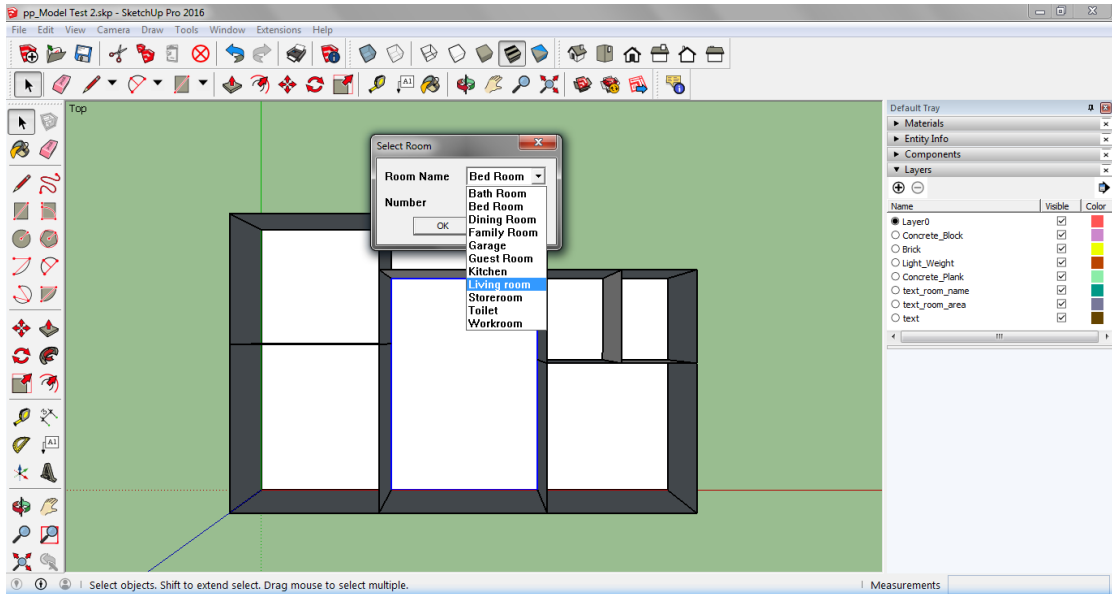 pp_Model Test 2.skp - SketchUp Pro 2016
File Edit View Camera Draw Tools Window Extensions Help
A1
Top
Select Room
Room Name Bed Room
Number
OK
Bath Room
Bed Room
Dining Room
Family Room
Garage
Guest Room
Kitchen
Living room
Storeroom
Toilet
Workroom
A1
Default Tray
Materials
Entity Info
Components
Layers
Name Visible Color
Layer0
Concrete_Block
Brick
Light_Weight
Concrete_Plank
text_room_name
text_room_area
text
Select objects. Shift to extend select. Drag mouse to select multiple.
Measurements